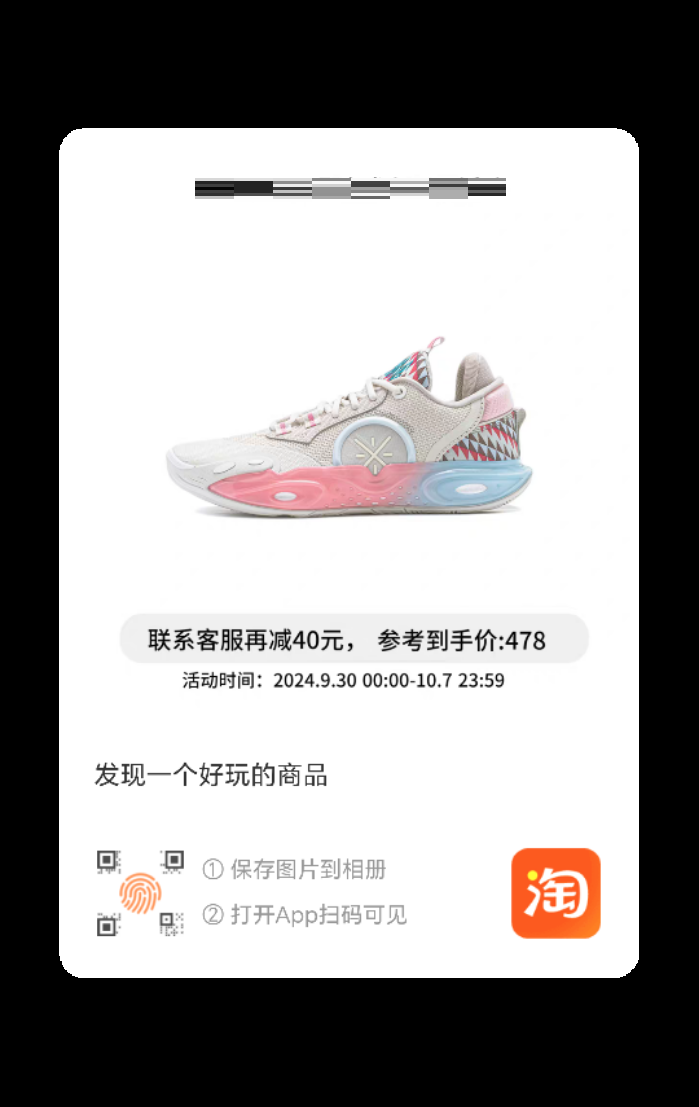 联系客服再减40元， 参考到手价:478
活动时间：2024.9.30 00:00-10.7 23:59
发现一个好玩的商品
① 保存图片到相册
② 打开App扫码可见
淘